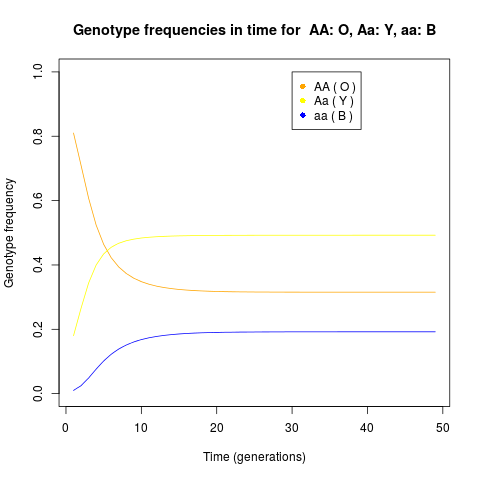 Genotype frequencies in time for  AA: O, Aa: Y, aa: B
AA ( O )
Aa ( Y )
aa ( B )
Genotype frequency
1.0
0.8
0.6
0.4
0.2
0.0
0 10 20 30 40 50
Time (generations)